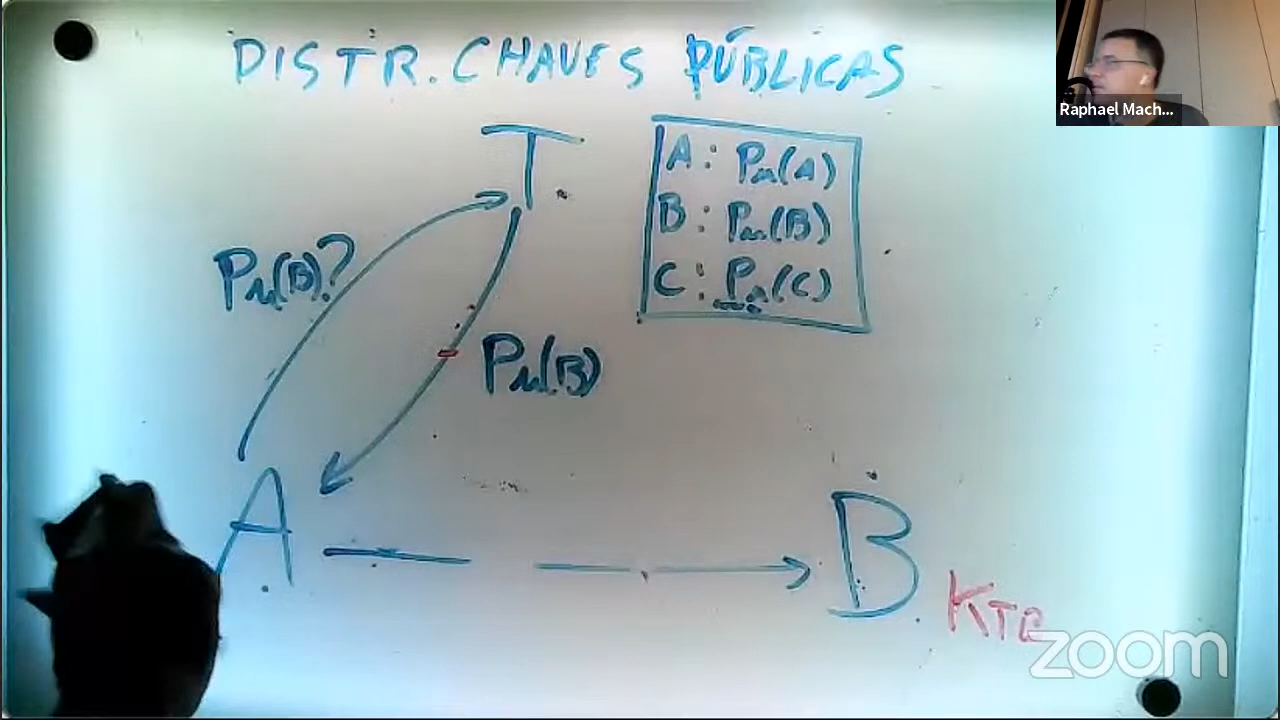 DISTR. CHAVES PÚBLICAS
T
A: Pu(A)
B: Pu(B)
C: Pu(C)
Pu(B)?
Pu(B)
A
B
KTB
Raphael Mach...
zoom